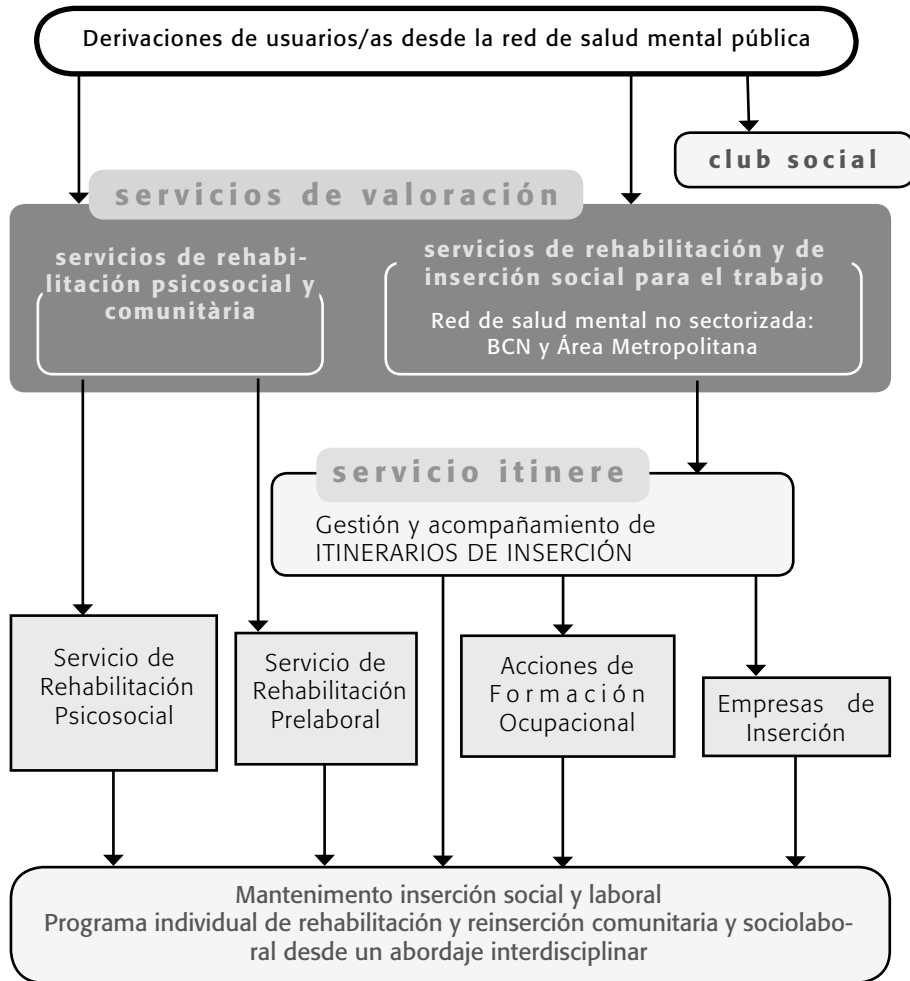 Derivaciones de usuarios/as desde la red de salud mental pública
club social
servicios de valoración
servicios de rehabi-
litación psicosocial y
comunitària
servicios de rehabilitación y de
inserción social para el trabajo
Red de salud mental no sectorizada:
BCN y Área Metropolitana
servicio itinere
Gestión y acompañamiento de
ITINERARIOS DE INSERCIÓN
Servicio de
Rehabilitación
Psicosocial
Servicio de
Rehabilitación
Prelaboral
Acciones de
Formación
Ocupacional
Empresas de
Inserción
Mantenimento inserción social y laboral
Programa individual de rehabilitación y reinserción comunitaria y sociolabo-
ral desde un abordaje interdisciplinar